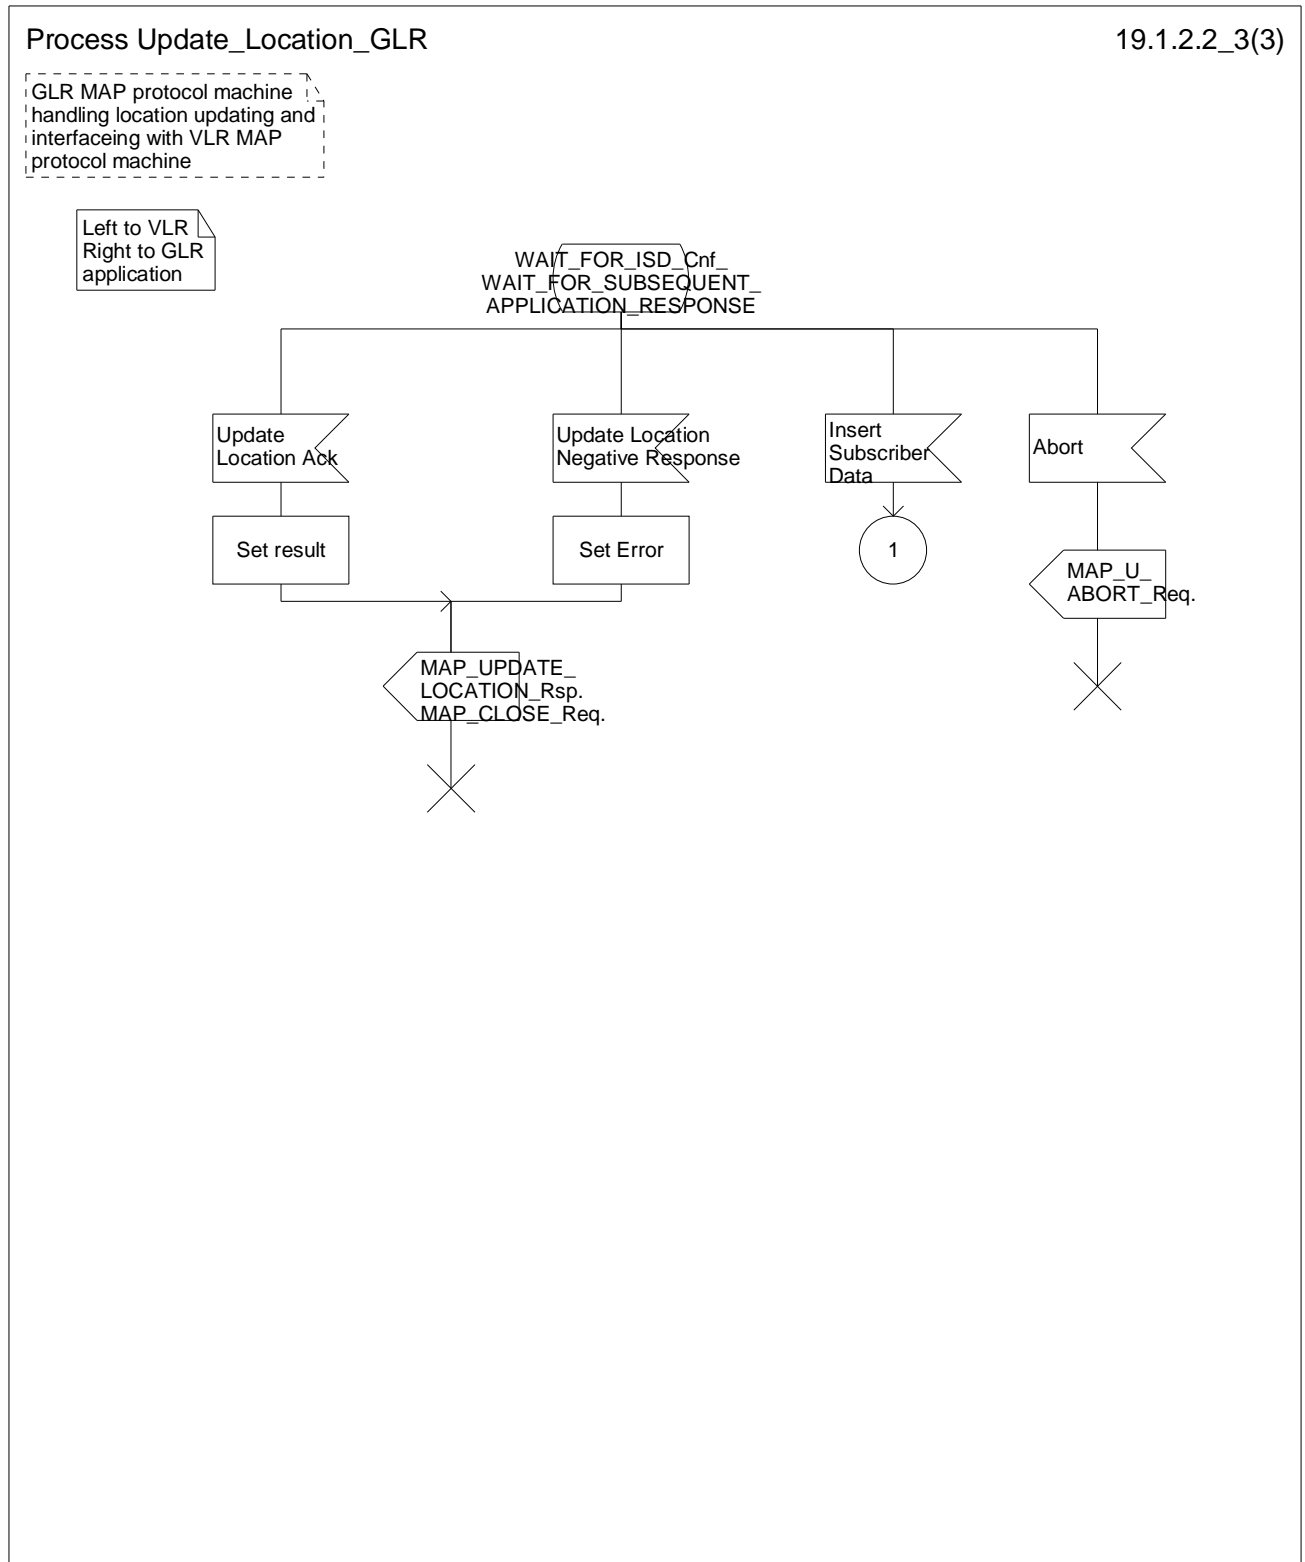 Process Update_Location_GLR
19.1.2.2_3(3)
GLR MAP protocol machine
handling location updating and
interfaceing with VLR MAP
protocol machine
Left to VLR
Right to GLR
application
WAIT_FOR_ISD_Cnf_
WAIT_FOR_SUBSEQUENT_
APPLICATION_RESPONSE
Update
Location Ack
Update Location
Negative Response
Insert
Subscriber
Data
Abort
Set result
Set Error
1
MAP_U_
ABORT_Req.
MAP_UPDATE_
LOCATION_Rsp.
MAP_CLOSE_Req.